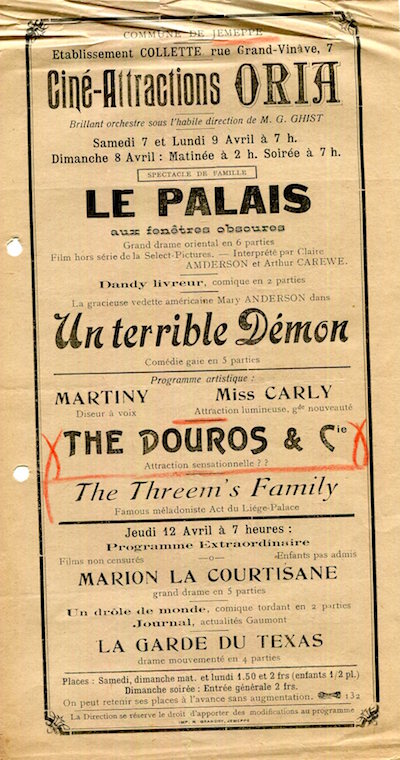 COMMUNE DE JEMEPPE
Etablissement COLLETTE, rue Grand-Vinâve, 7
Ciné-Attractions ORIA
Brillant orchestre sous l'habile direction de M. G. GHIST
Samedi 7 et Lundi 9 Avril à 7 h.
Dimanche 8 Avril : Matinée à 2 h. Soirée à 7 h.
SPECTACLE DE FAMILLE
LE PALAIS
aux fenêtres obscures
Grand drame oriental en 6 parties
Film hors série de la Select-Pictures. — Interprété par Claire
AMDERSON et Arthur CAREWE.
Dandy livreur, comique en 2 parties
La gracieuse vedette américaine Mary ANDERSON dans
Un terrible Démon
Comédie gaie en 5 parties
Programme artistique :
MARTINY Miss CARLY
Diseur à voix Attraction lumineuse, gde nouveauté
THE DOUROS & Cie
Attraction sensationnelle ? ?
The Threem's Family
Famous méladoniste Act du Liége-Palace
Jeudi 12 Avril à 7 heures :
Programme Extraordinaire
Films non censurés —o— Enfants pas admis
MARION LA COURTISANE
grand drame en 5 parties
Un drôle de monde, comique tordant en 2 parties
Journal, actualités Gaumont
LA GARDE DU TEXAS
drame mouvementé en 4 parties
Places : Samedi, dimanche mat. et lundi 1.50 et 2 frs (enfants 1/2 pl.)
Dimanche soirée : Entrée générale 2 frs.
On peut retenir ses places à l'avance sans augmentation. 132
La Direction se réserve le droit d'apporter des modifications au programme
IMP. H. GRANDRY, JEMEPPE